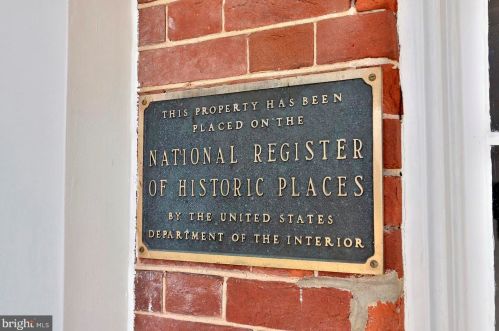 THIS PROPERTY HAS BEEN
PLACED ON THE
NATIONAL REGISTER
OF HISTORIC PLACES
BY THE UNITED STATES
DEPARTMENT OF THE INTERIOR
bright MLS